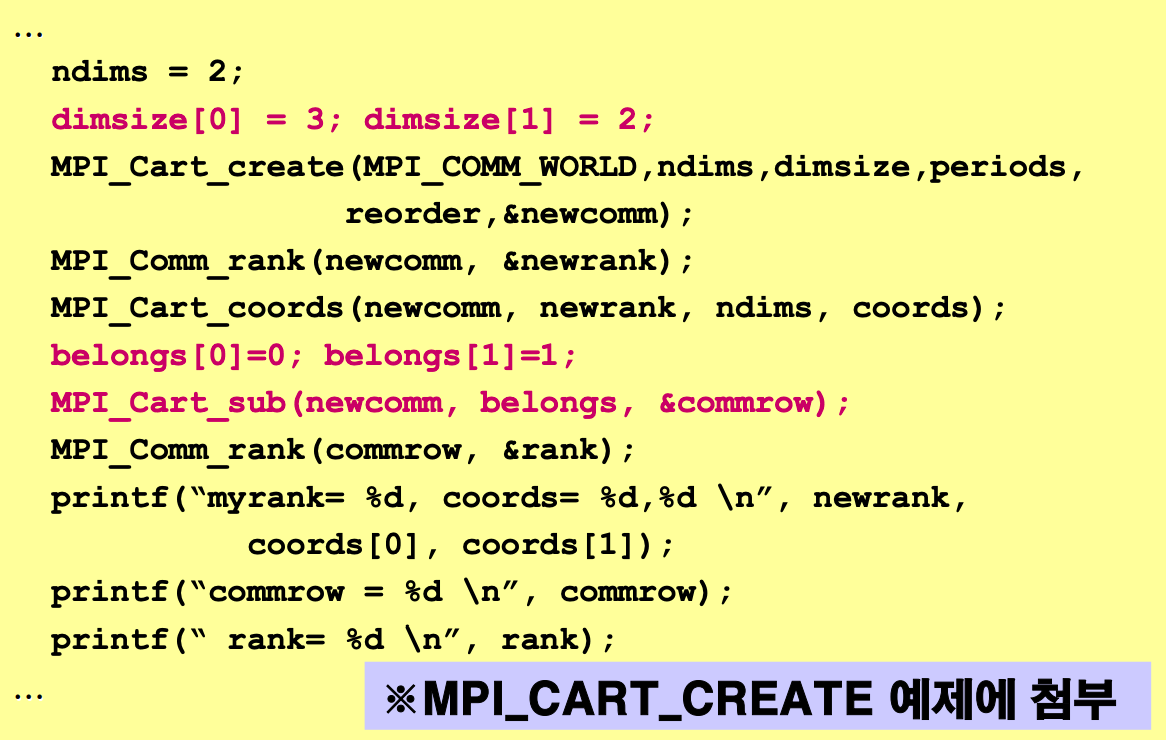 ...
ndims = 2;
dimsize[0] = 3; dimsize[1] = 2;
MPI_Cart_create(MPI_COMM_WORLD,ndims,dimsize,periods,
reorder,&newcomm);
MPI_Comm_rank(newcomm, &newrank);
MPI_Cart_coords(newcomm, newrank, ndims, coords);
belongs[0]=0; belongs[1]=1;
MPI_Cart_sub(newcomm, belongs, &commrow);
MPI_Comm_rank(commrow, &rank);
printf(“myrank= %d, coords= %d,%d \n”, newrank,
coords[0], coords[1]);
printf(“commrow = %d \n”, commrow);
printf(“ rank= %d \n”, rank);
...
※MPI_CART_CREATE 예제에 첨부